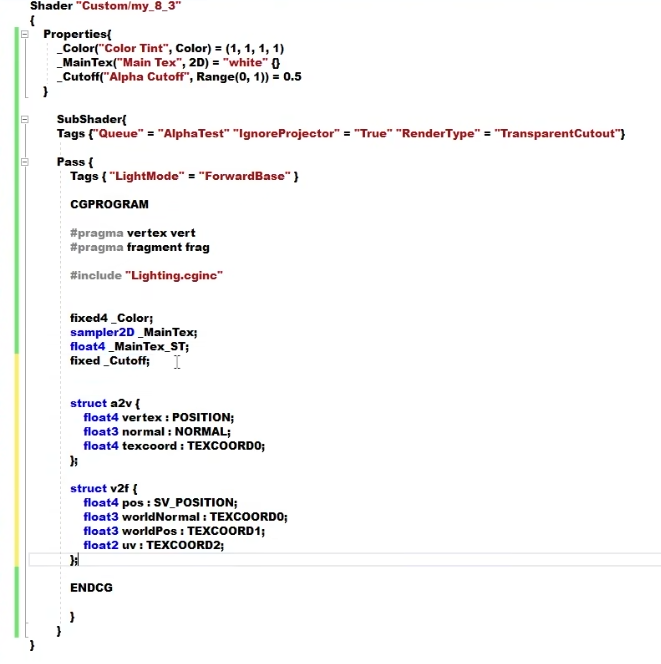 Shader "Custom/my_8_3"
{
Properties{
_Color("Color Tint", Color) = (1, 1, 1, 1)
_MainTex("Main Tex", 2D) = "white" {}
_Cutoff("Alpha Cutoff", Range(0, 1)) = 0.5
}
SubShader{
Tags {"Queue" = "AlphaTest" "IgnoreProjector" = "True" "RenderType" = "TransparentCutout"}
Pass {
Tags { "LightMode" = "ForwardBase" }
CGPROGRAM
#pragma vertex vert
#pragma fragment frag
#include "Lighting.cginc"
fixed4 _Color;
sampler2D _MainTex;
float4 _MainTex_ST;
fixed _Cutoff;
struct a2v {
float4 vertex : POSITION;
float3 normal : NORMAL;
float4 texcoord : TEXCOORD0;
};
struct v2f {
float4 pos : SV_POSITION;
float3 worldNormal : TEXCOORD0;
float3 worldPos : TEXCOORD1;
float2 uv : TEXCOORD2;
};
ENDCG
}
}
}